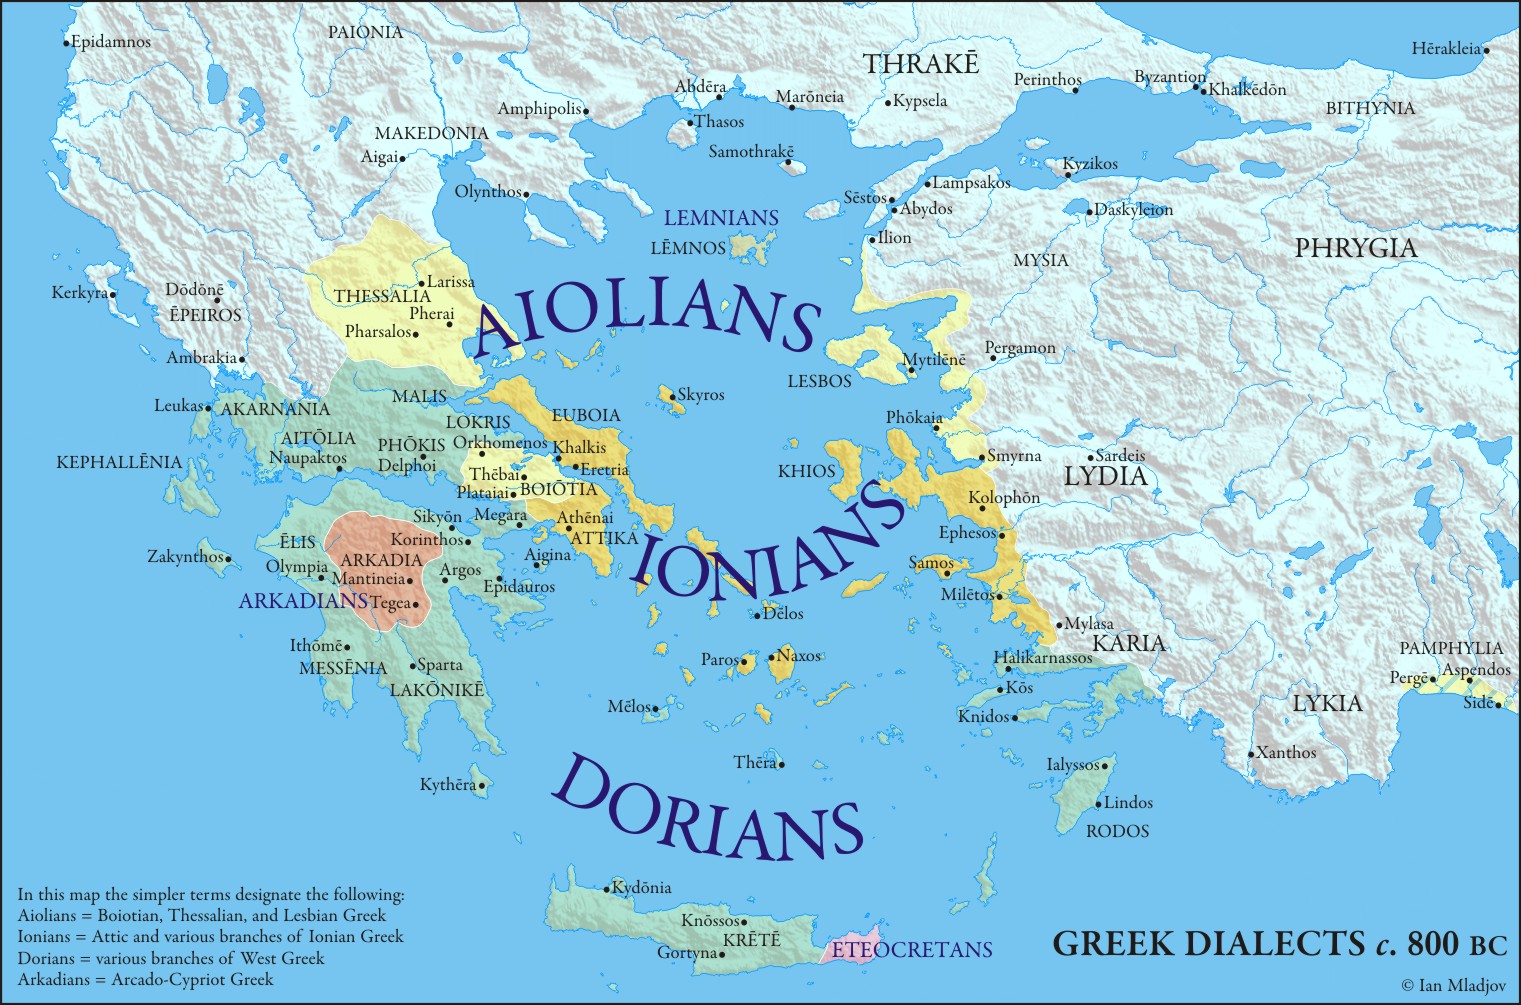 Epidamnos
PAIONIA
THRAKĒ
Hērakleia
Perinthos
Byzantion
Khalkēdōn
Abdēra
Marōneia
Kypsela
BITHYNIA
Amphipolis
Thasos
MAKEDONIA
Aigai
Samothrakē
Kyzikos
Olynthos
Lampsakos
Sēstos
Abydos
Daskyleion
LEMNIANS
LĒMNOS
Ilion
PHRYGIA
MYSIA
Kerkyra
Dōdōnē
ĒPEIROS
Larissa
THESSALIA
Pherai
Pharsalos
AIOLIANS
Ambrakia
Mytilēnē
Pergamon
LESBOS
Leukas
AKARNANIA
MALIS
Skyros
EUBOIA
Phōkaia
LOKRIS
AITŌLIA
PHŌKIS
Orkhomenos
Khalkis
Naupaktos
Delphoi
Eretria
KEPHALLĒNIA
Smyrna
Sardeis
LYDIA
KHIOS
Thēbai
Plataiai
BOIŌTIA
Kolophōn
Sikyōn
Megara
Athēnai
ATTIKA
Korinthos
Ephesos
ĒLIS
IONIANS
Zakynthos
ARKADIA
Aigina
Olympia
Mantineia
Argos
Epidauros
Samos
ARKADIANS
Tegea
Milētos
Dēlos
Mylasa
KARIA
Ithōmē
MESSĒNIA
Sparta
LAKŌNIKĒ
Paros
Naxos
Halikarnassos
PAMPHYLIA
Pergē
Aspendos
Sidē
Kōs
Mēlos
Knidos
LYKIA
Xanthos
Thēra
Ialyssos
Kythēra
DORIANS
Lindos
RODOS
Kydōnia
Knōssos
KRĒTĒ
Gortyna
ETEOCRETANS
In this map the simpler terms designate the following:
Aiolians = Boiotian, Thessalian, and Lesbian Greek
Ionians = Attic and various branches of Ionian Greek
Dorians = various branches of West Greek
Arkadians = Arcado-Cypriot Greek
GREEK DIALECTS c. 800 BC
© Ian Mladjov